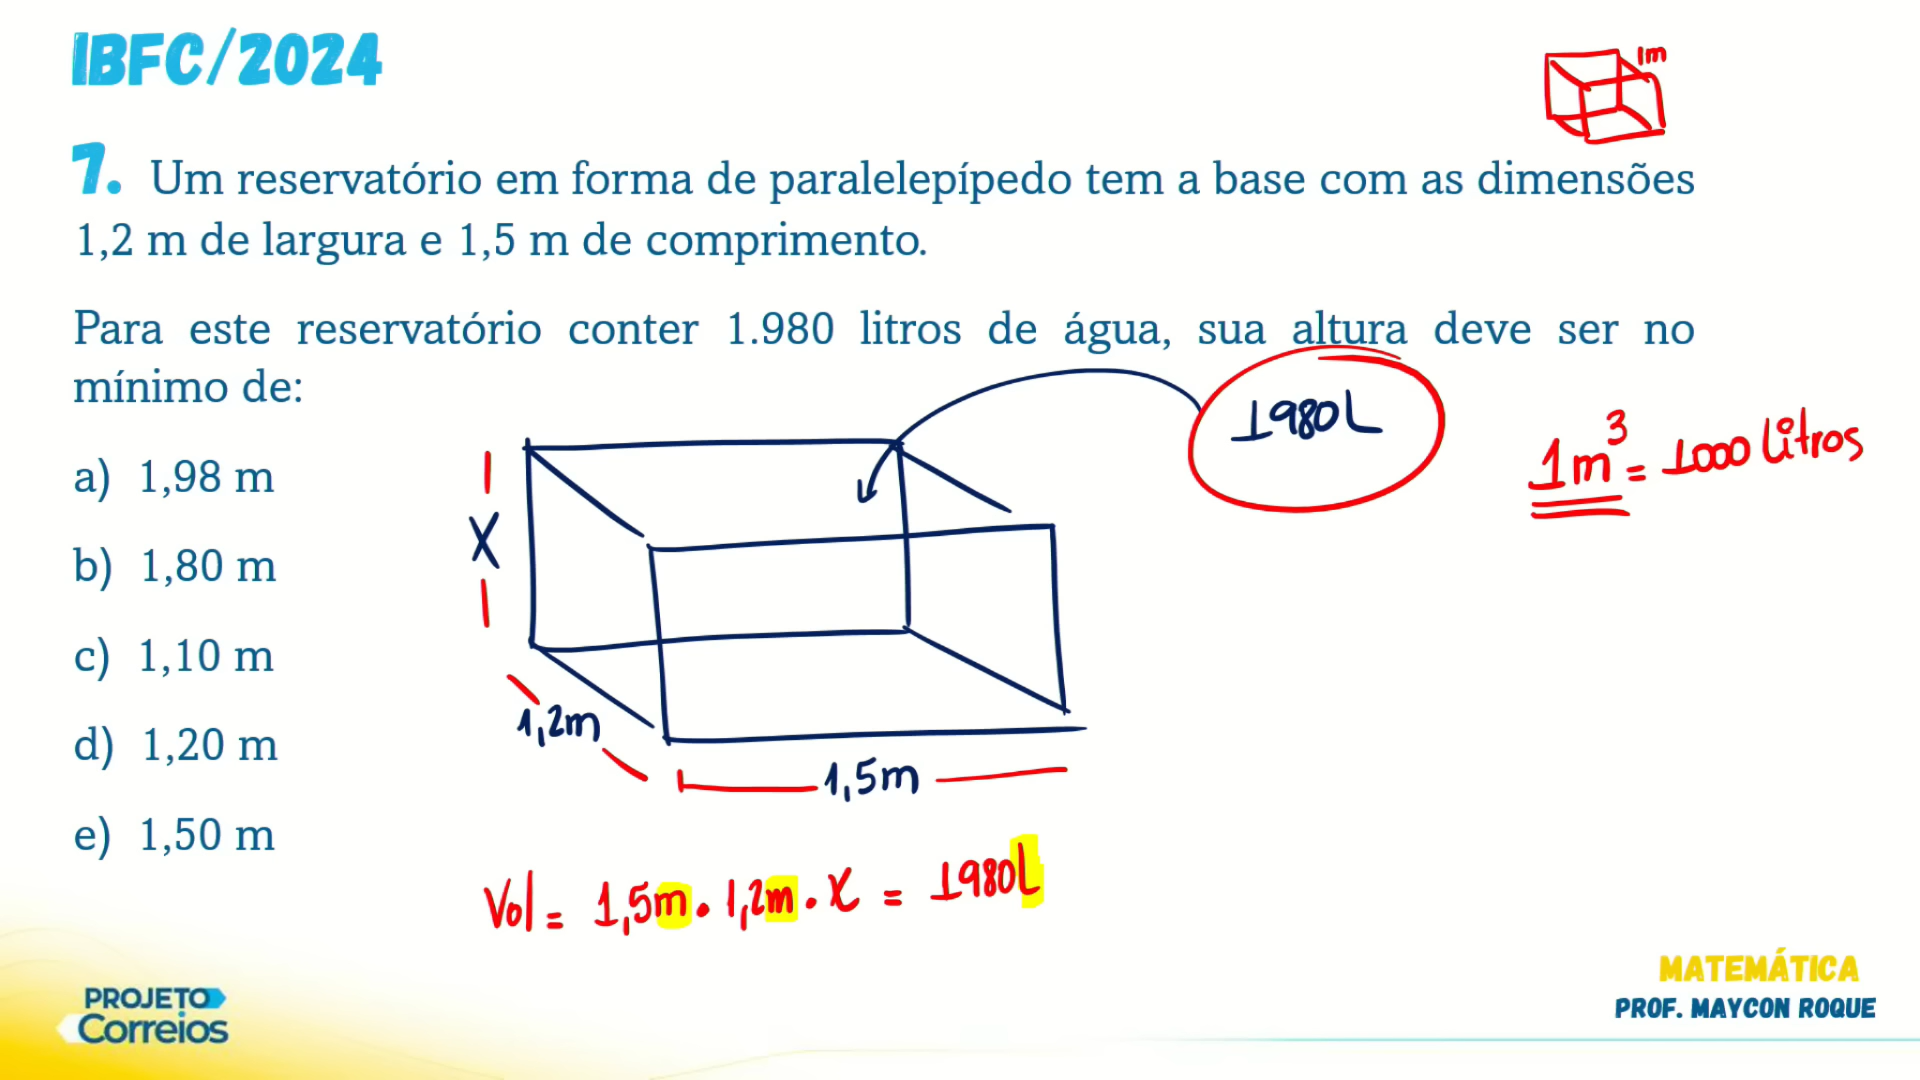 IBFC/2024
1m
7. Um reservatório em forma de paralelepípedo tem a base com as dimensões
1,2 m de largura e 1,5 m de comprimento.
Para este reservatório conter 1.980 litros de água, sua altura deve ser no
mínimo de:
1980L
1m³ = 1000 Litros
a) 1,98 m
X
b) 1,80 m
c) 1,10 m
1,2m
d) 1,20 m
1,5m
e) 1,50 m
Vol = 1,5m . 1,2m . X = 1980L
MATEMÁTICA
PROF. MAYCON ROQUE
PROJETO
Correios